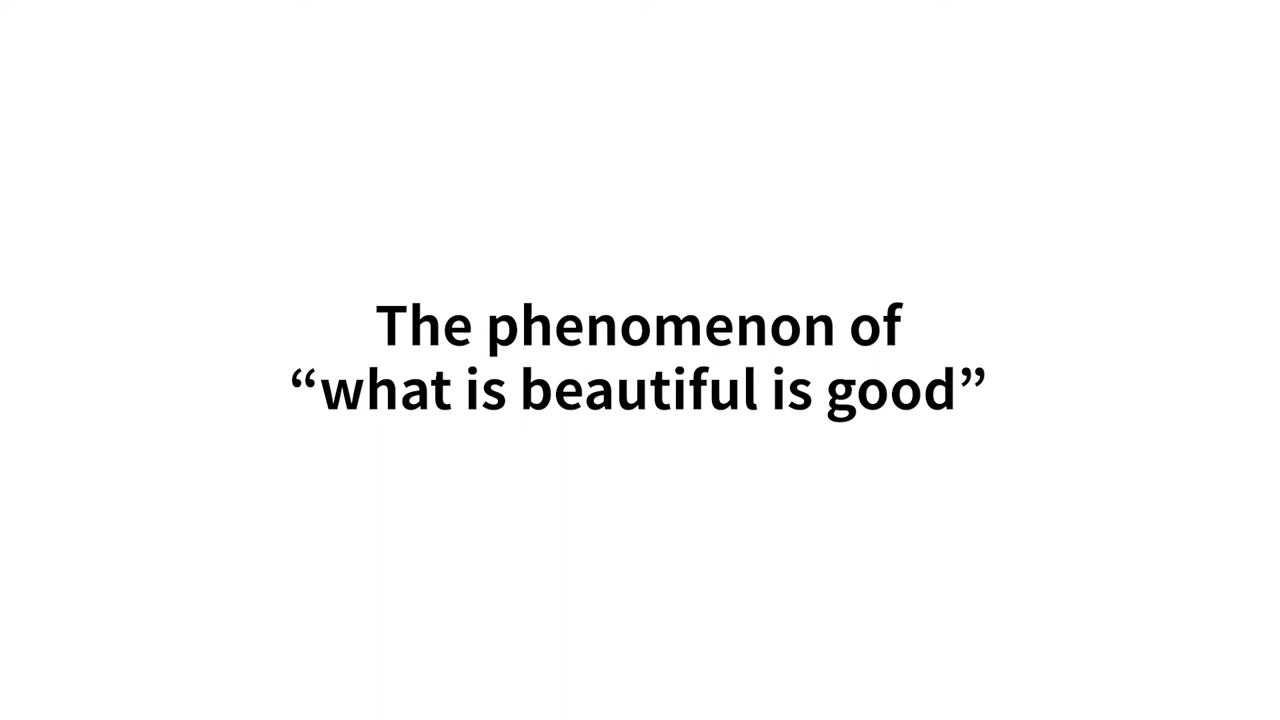 The phenomenon of
“what is beautiful is good”